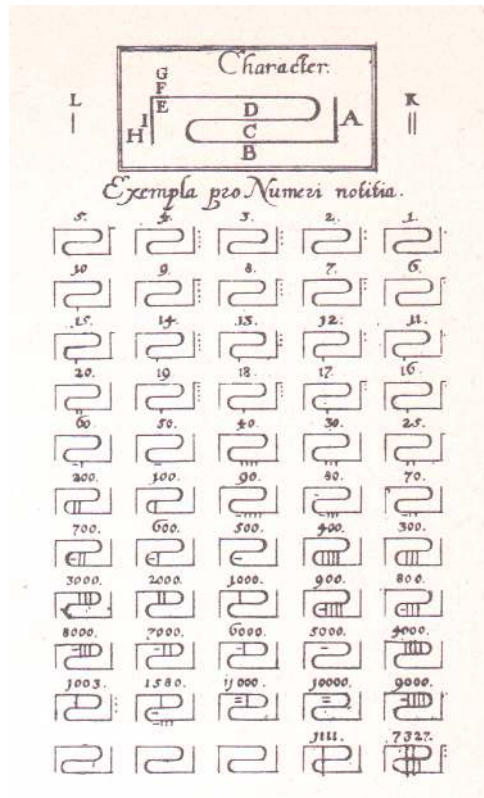 Character.
G
F
L E D K
I C A
H B
Exempla pro Numeri notitia.
5. 4. 3. 2. 1.
10 9. 8. 7. 6.
15. 14. 13. 12. 11.
20. 19 18. 17. 16.
60 50. 40. 30. 25.
200. 100. 90. 80. 70.
700. 600. 500. 400. 300.
3000. 2000. 1000. 900. 800.
8000. 7000. 6000. 5000. 4000.
1003. 1580. 11000. 10000. 9000.
1111. 7327.